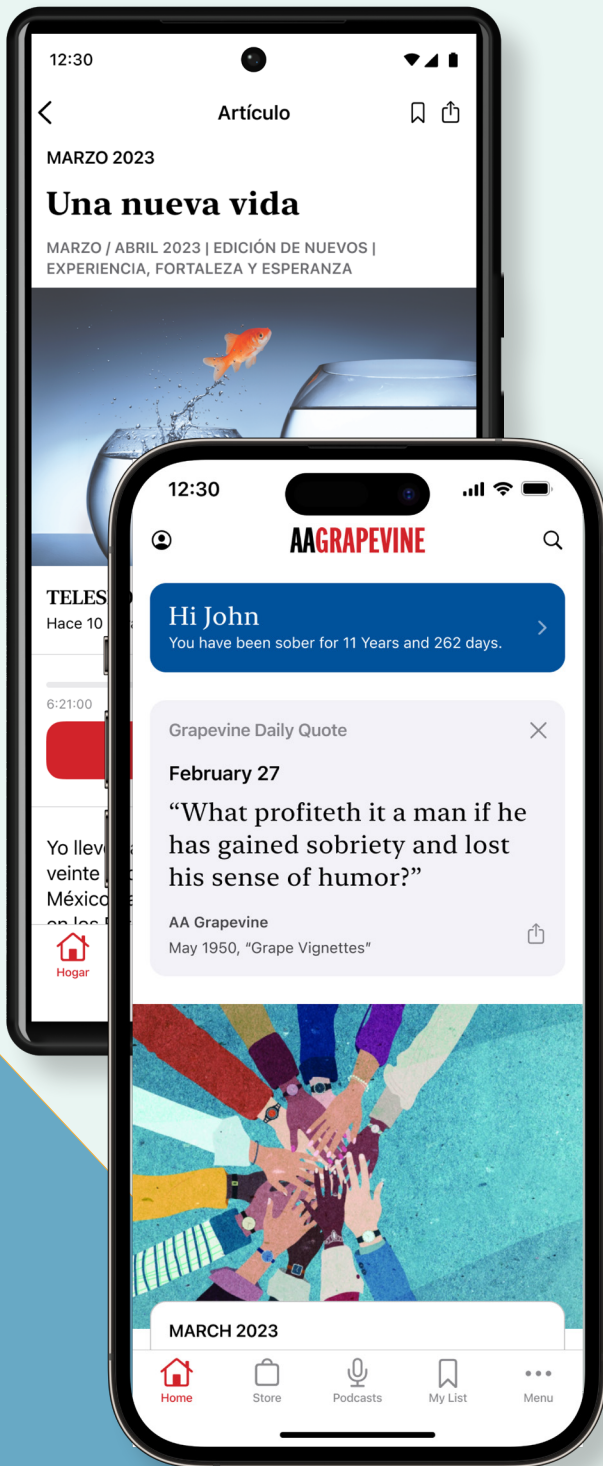 12:30
Artículo
MARZO 2023
Una nueva vida
MARZO / ABRIL 2023 | EDICIÓN DE NUEVOS |
EXPERIENCIA, FORTALEZA Y ESPERANZA
Hace 10
6:21:00
Yo
veinte
México
Hogar
12:30
AAGRAPEVINE
Hi John
You have been sober for 11 Years and 262 days.
Grapevine Daily Quote
February 27
“What profiteth it a man if he
has gained sobriety and lost
his sense of humor?”
AA Grapevine
May 1950, “Grape Vignettes”
MARCH 2023
Home
Store
Podcasts
My List
Menu